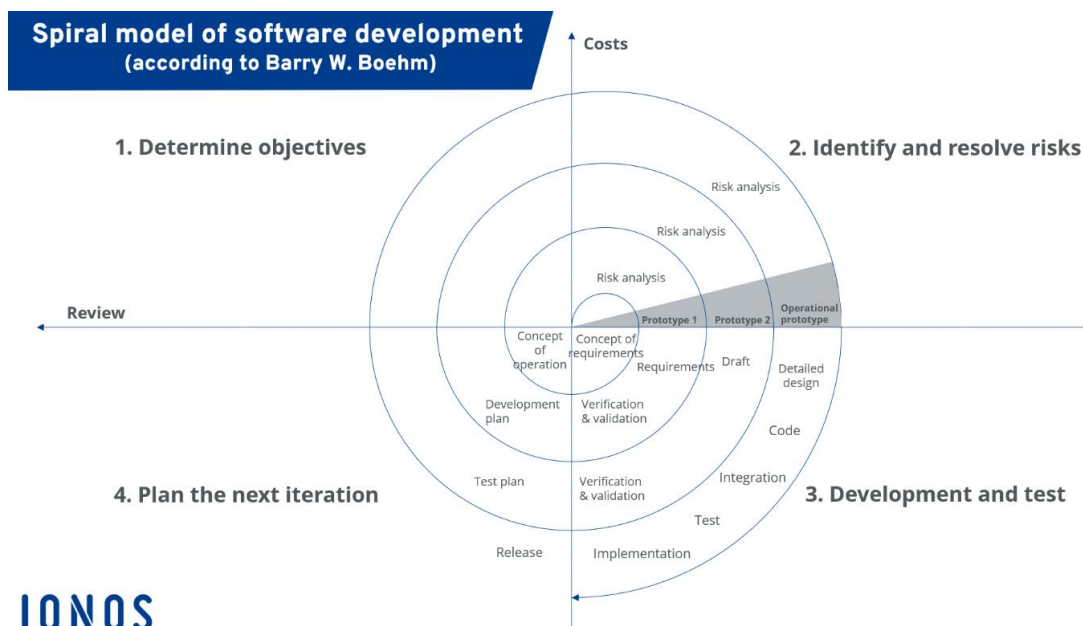 Spiral model of software development
(according to Barry W. Boehm)
Costs
1. Determine objectives
2. Identify and resolve risks
Risk analysis
Risk analysis
Risk analysis
Review
Prototype 1
Prototype 2
Operational
prototype
Concept
of
operation
Concept of
requirements
Requirements
Draft
Detailed
design
Development
plan
Verification
& validation
Code
Test plan
Verification
& validation
Integration
4. Plan the next iteration
3. Development and test
Test
Release
Implementation
IONOS